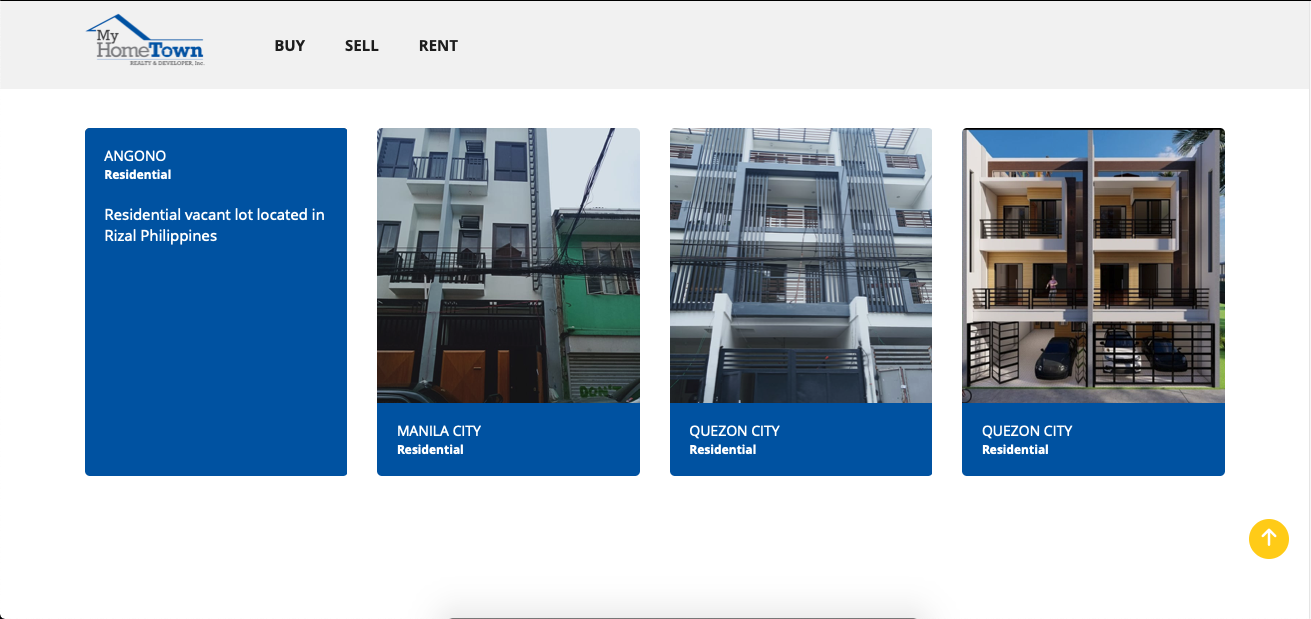 My
HomeTown
REALTY & DEVELOPER, Inc.
BUY SELL RENT
ANGONO
Residential
Residential vacant lot located in
Rizal Philippines
MANILA CITY
Residential
QUEZON CITY
Residential
QUEZON CITY
Residential